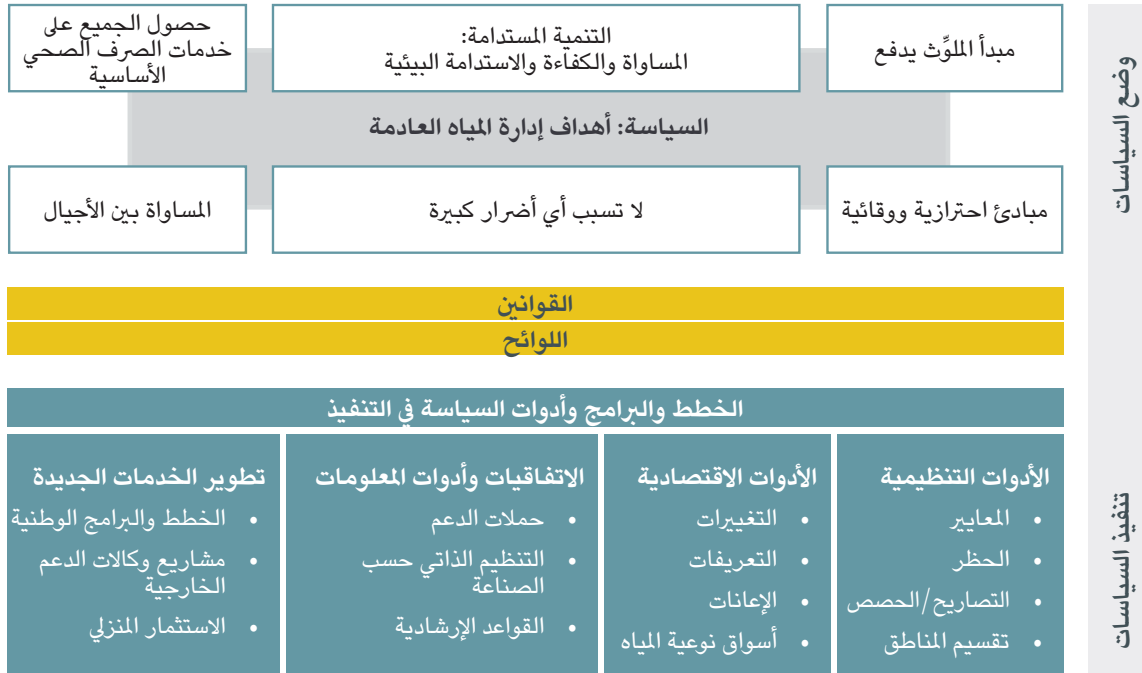 وضع السياسات
مبدأ الملوِّث يدفع
التنمية المستدامة:
المساواة والكفاءة والاستدامة البيئية
حصول الجميع على
خدمات الصرف الصحي
الأساسية
السياسة: أهداف إدارة المياه العادمة
مبادئ احترازية ووقائية
لا تسبب أي أضرار كبيرة
المساواة بين الأجيال
القوانين
اللوائح
تنفيذ السياسات
الخطط والبرامج وأدوات السياسة في التنفيذ
الأدوات التنظيمية
• المعايير
• الحظر
• التصاريح/الحصص
• تقسيم المناطق
الأدوات الاقتصادية
• التغييرات
• التعريفات
• الإعانات
• أسواق نوعية المياه
الاتفاقيات وأدوات المعلومات
• حملات الدعم
• التنظيم الذاتي حسب
الصناعة
• القواعد الإرشادية
تطوير الخدمات الجديدة
• الخطط والبرامج الوطنية
• مشاريع وكالات الدعم
الخارجية
• الاستثمار المنزلي